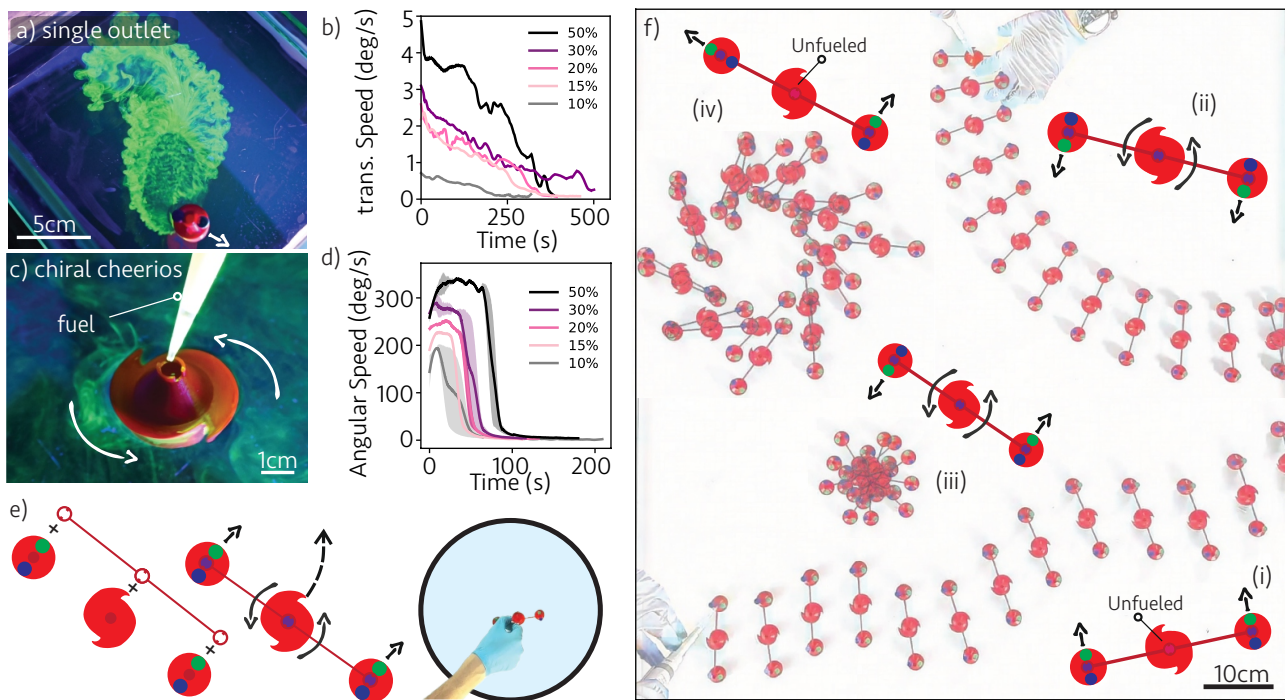 a) single outlet
5cm
b)
trans. Speed (deg/s)
5
4
3
2
1
0
0
250
500
Time (s)
50%
30%
20%
15%
10%
c) chiral cheerios
fuel
1cm
d)
Angular Speed (deg/s)
300
200
100
0
0
100
200
Time (s)
50%
30%
20%
15%
10%
e)
+
+
+
f)
Unfueled
(iv)
(ii)
(iii)
(i)
Unfueled
10cm